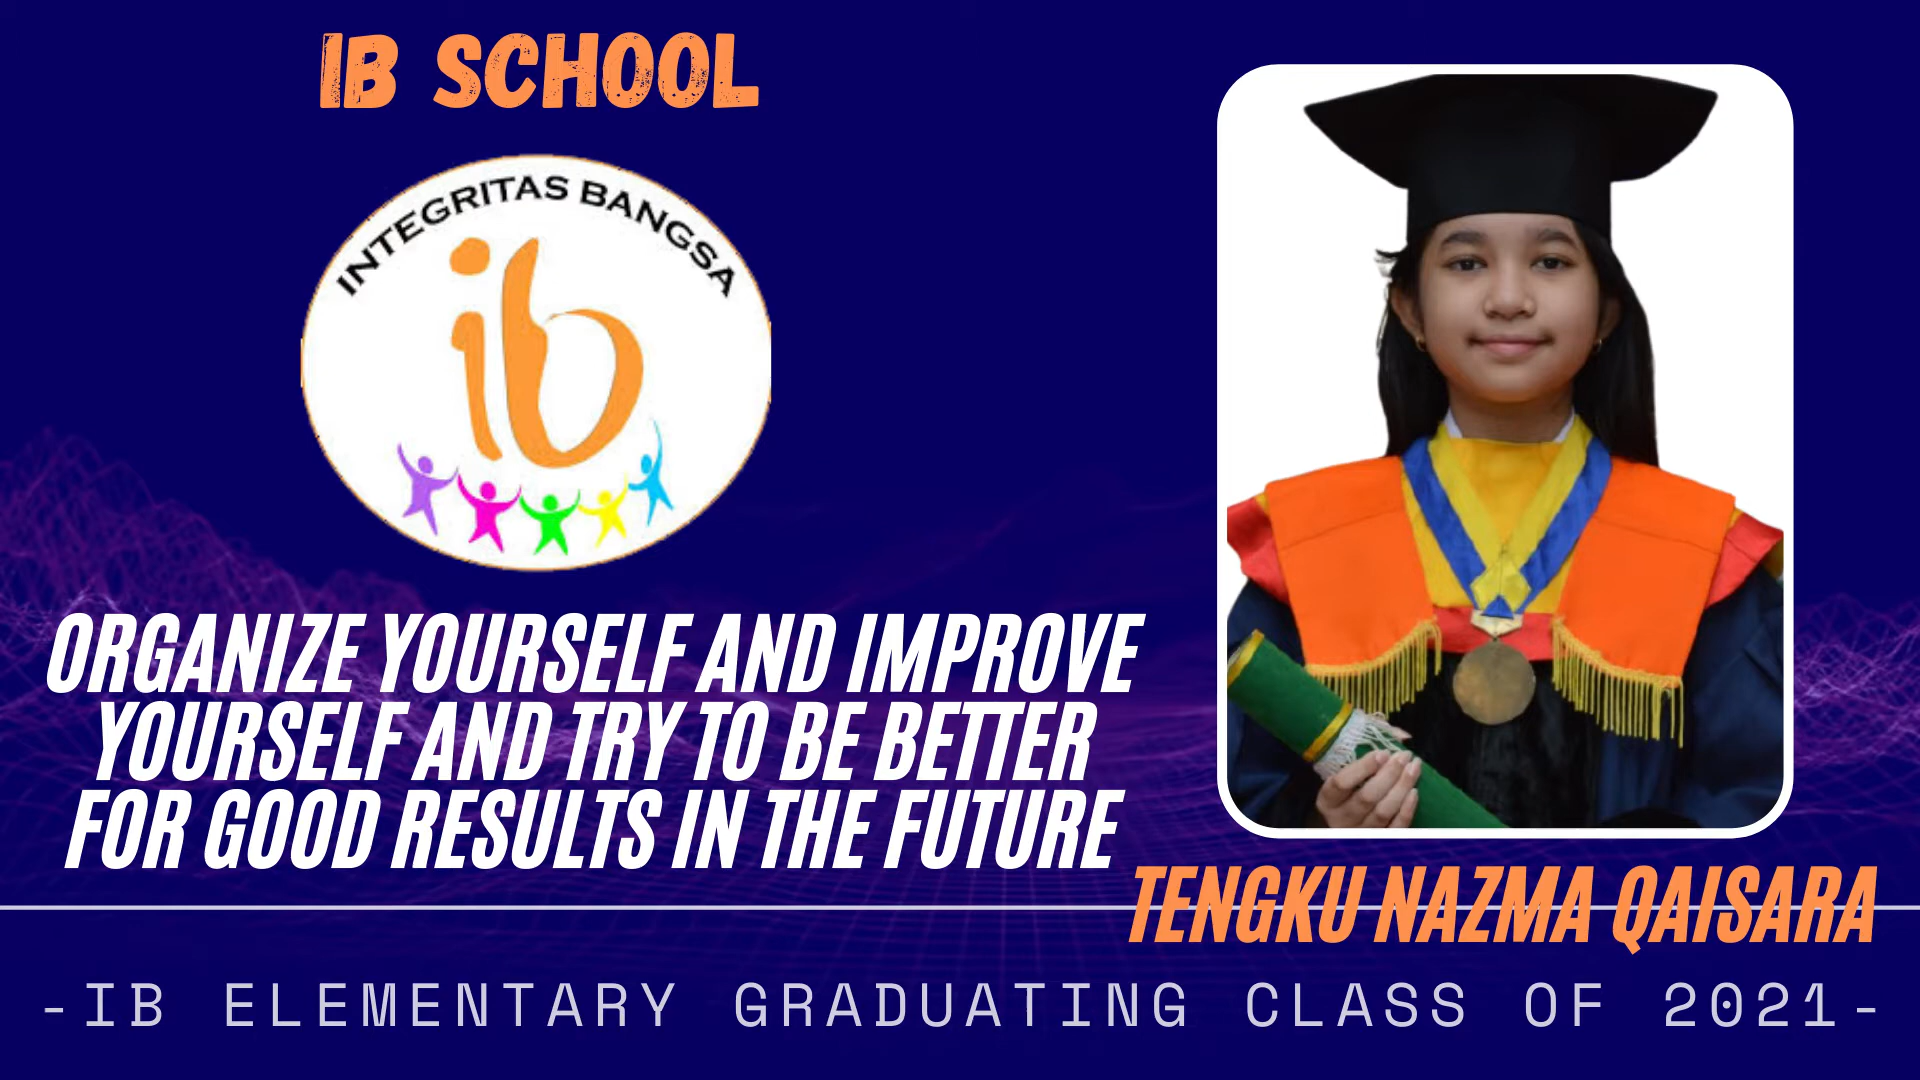 IB SCHOOL
INTEGRITAS BANGSA
ib
ORGANIZE YOURSELF AND IMPROVE
YOURSELF AND TRY TO BE BETTER
FOR GOOD RESULTS IN THE FUTURE
TENGKU NAZMA QAISARA
-IB ELEMENTARY GRADUATING CLASS OF 2021-